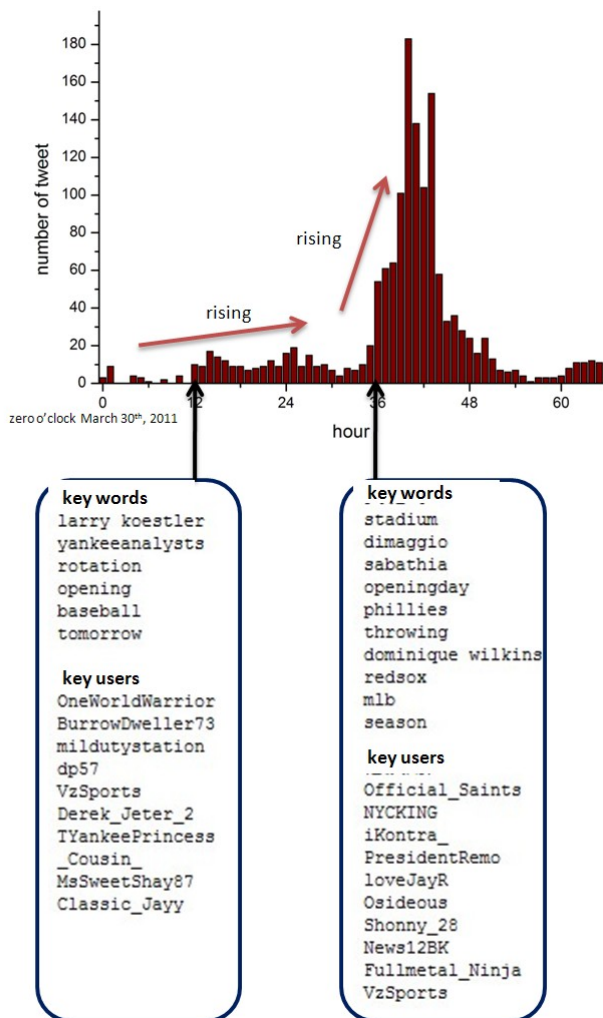 180
160
140
120
100
80
60
40
20
0
number of tweet
rising
rising
0
12
24
36
48
60
zero o'clock March 30th, 2011
hour
key words
larry koestler
yankeeanalysts
rotation
opening
baseball
tomorrow
key users
OneWorldWarrior
BurrowDweller73
mildutystation
dp57
VzSports
Derek_Jeter_2
TYankeePrincess
_Cousin_
MsSweetShay87
Classic_Jayy
key words
stadium
dimaggio
sabathia
openingday
phillies
throwing
dominique wilkins
redsox
mlb
season
key users
Official_Saints
NYCKING
iKontra_
PresidentRemo
loveJayR
Osideous
Shonny_28
News12BK
Fullmetal_Ninja
VzSports